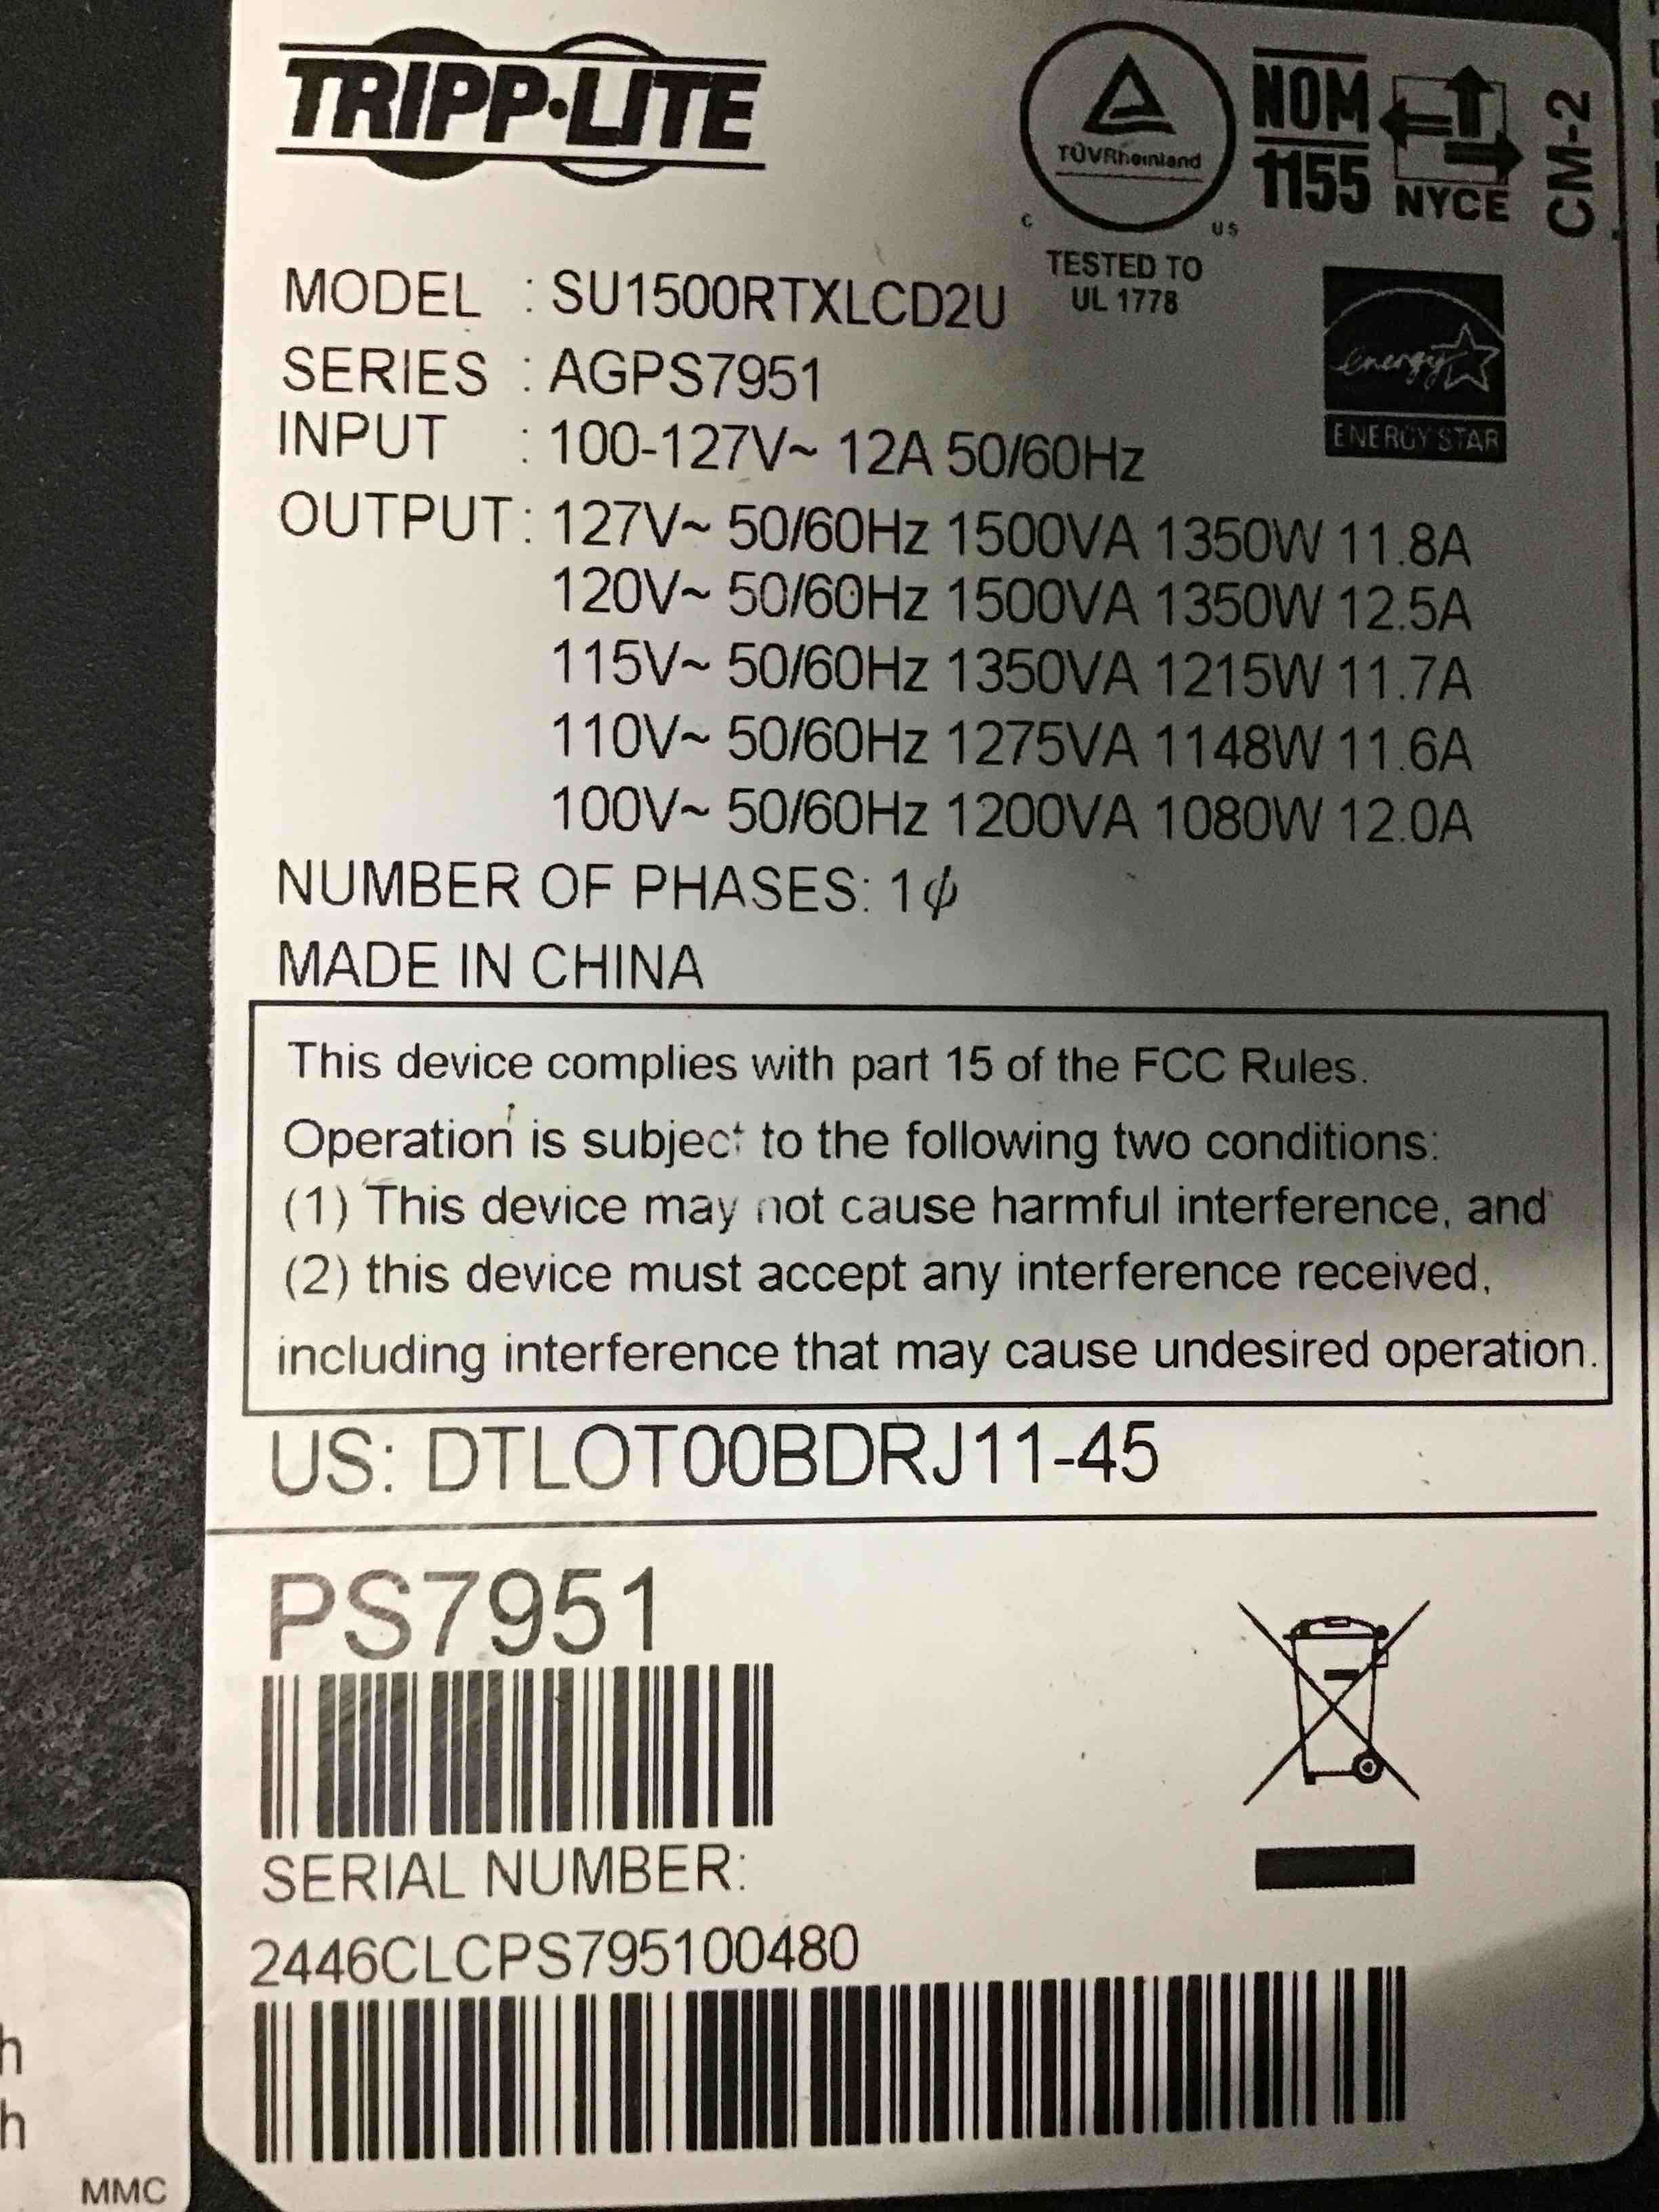 TRIPP·LITE
TÜVRheinland
C US
TESTED TO
UL 1778
NOM
1155
NYCE
CM-2
MODEL : SU1500RTXLCD2U
SERIES : AGPS7951
INPUT : 100-127V~ 12A 50/60Hz
energy
ENERGY STAR
OUTPUT: 127V~ 50/60Hz 1500VA 1350W 11.8A
120V~ 50/60Hz 1500VA 1350W 12.5A
115V~ 50/60Hz 1350VA 1215W 11.7A
110V~ 50/60Hz 1275VA 1148W 11.6A
100V~ 50/60Hz 1200VA 1080W 12.0A
NUMBER OF PHASES: 1ϕ
MADE IN CHINA
This device complies with part 15 of the FCC Rules.
Operation is subject to the following two conditions:
(1) This device may not cause harmful interference, and
(2) this device must accept any interference received,
including interference that may cause undesired operation.
US: DTLOT00BDRJ11-45
PS7951
SERIAL NUMBER:
2446CLCPS795100480
h
h
MMC